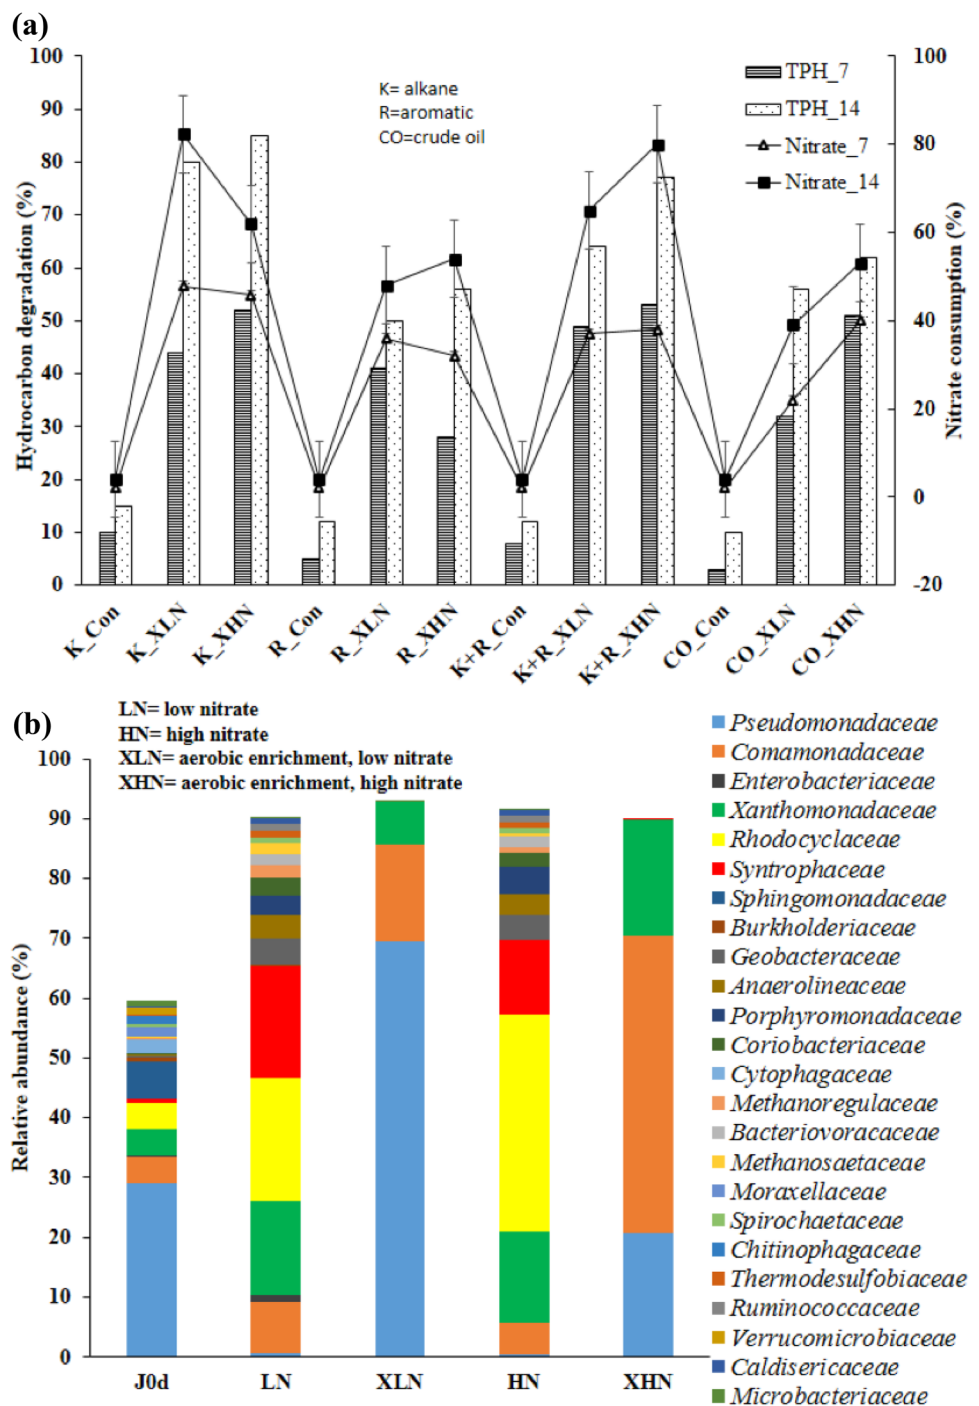 (a)
100
90
80
70
60
50
40
30
20
10
0
Hydrocarbon degradation (%)
K= alkane
R=aromatic
CO=crude oil
TPH_7
TPH_14
Nitrate_7
Nitrate_14
100
80
60
40
20
0
-20
Nitrate consumption (%)
K_Con
K_XLN
K_XHN
R_Con
R_XLN
R_XHN
K+R_Con
K+R_XLN
K+R_XHN
CO_Con
CO_XLN
CO_XHN
(b)
LN= low nitrate
HN= high nitrate
XLN= aerobic enrichment, low nitrate
XHN= aerobic enrichment, high nitrate
100
90
80
70
60
50
40
30
20
10
0
Relative abundance (%)
J0d
LN
XLN
HN
XHN
Pseudomonadaceae
Comamonadaceae
Enterobacteriaceae
Xanthomonadaceae
Rhodocyclaceae
Syntrophaceae
Sphingomonadaceae
Burkholderiaceae
Geobacteraceae
Anaerolineaceae
Porphyromonadaceae
Coriobacteriaceae
Cytophagaceae
Methanoregulaceae
Bacteriovoracaceae
Methanosaetaceae
Moraxellaceae
Spirochaetaceae
Chitinophagaceae
Thermodesulfobiaceae
Ruminococcaceae
Verrucomicrobiaceae
Caldisericaceae
Microbacteriaceae